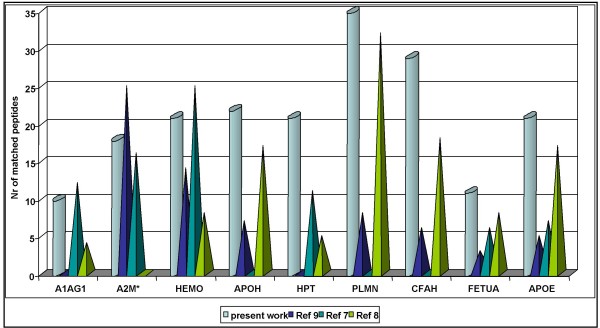 Nr of matched peptides
35
30
25
20
15
10
5
0
A1AG1 A2M* HEMO APOH HPT PLMN CFAH FETUA APOE
present work Ref 9 Ref 7 Ref 8